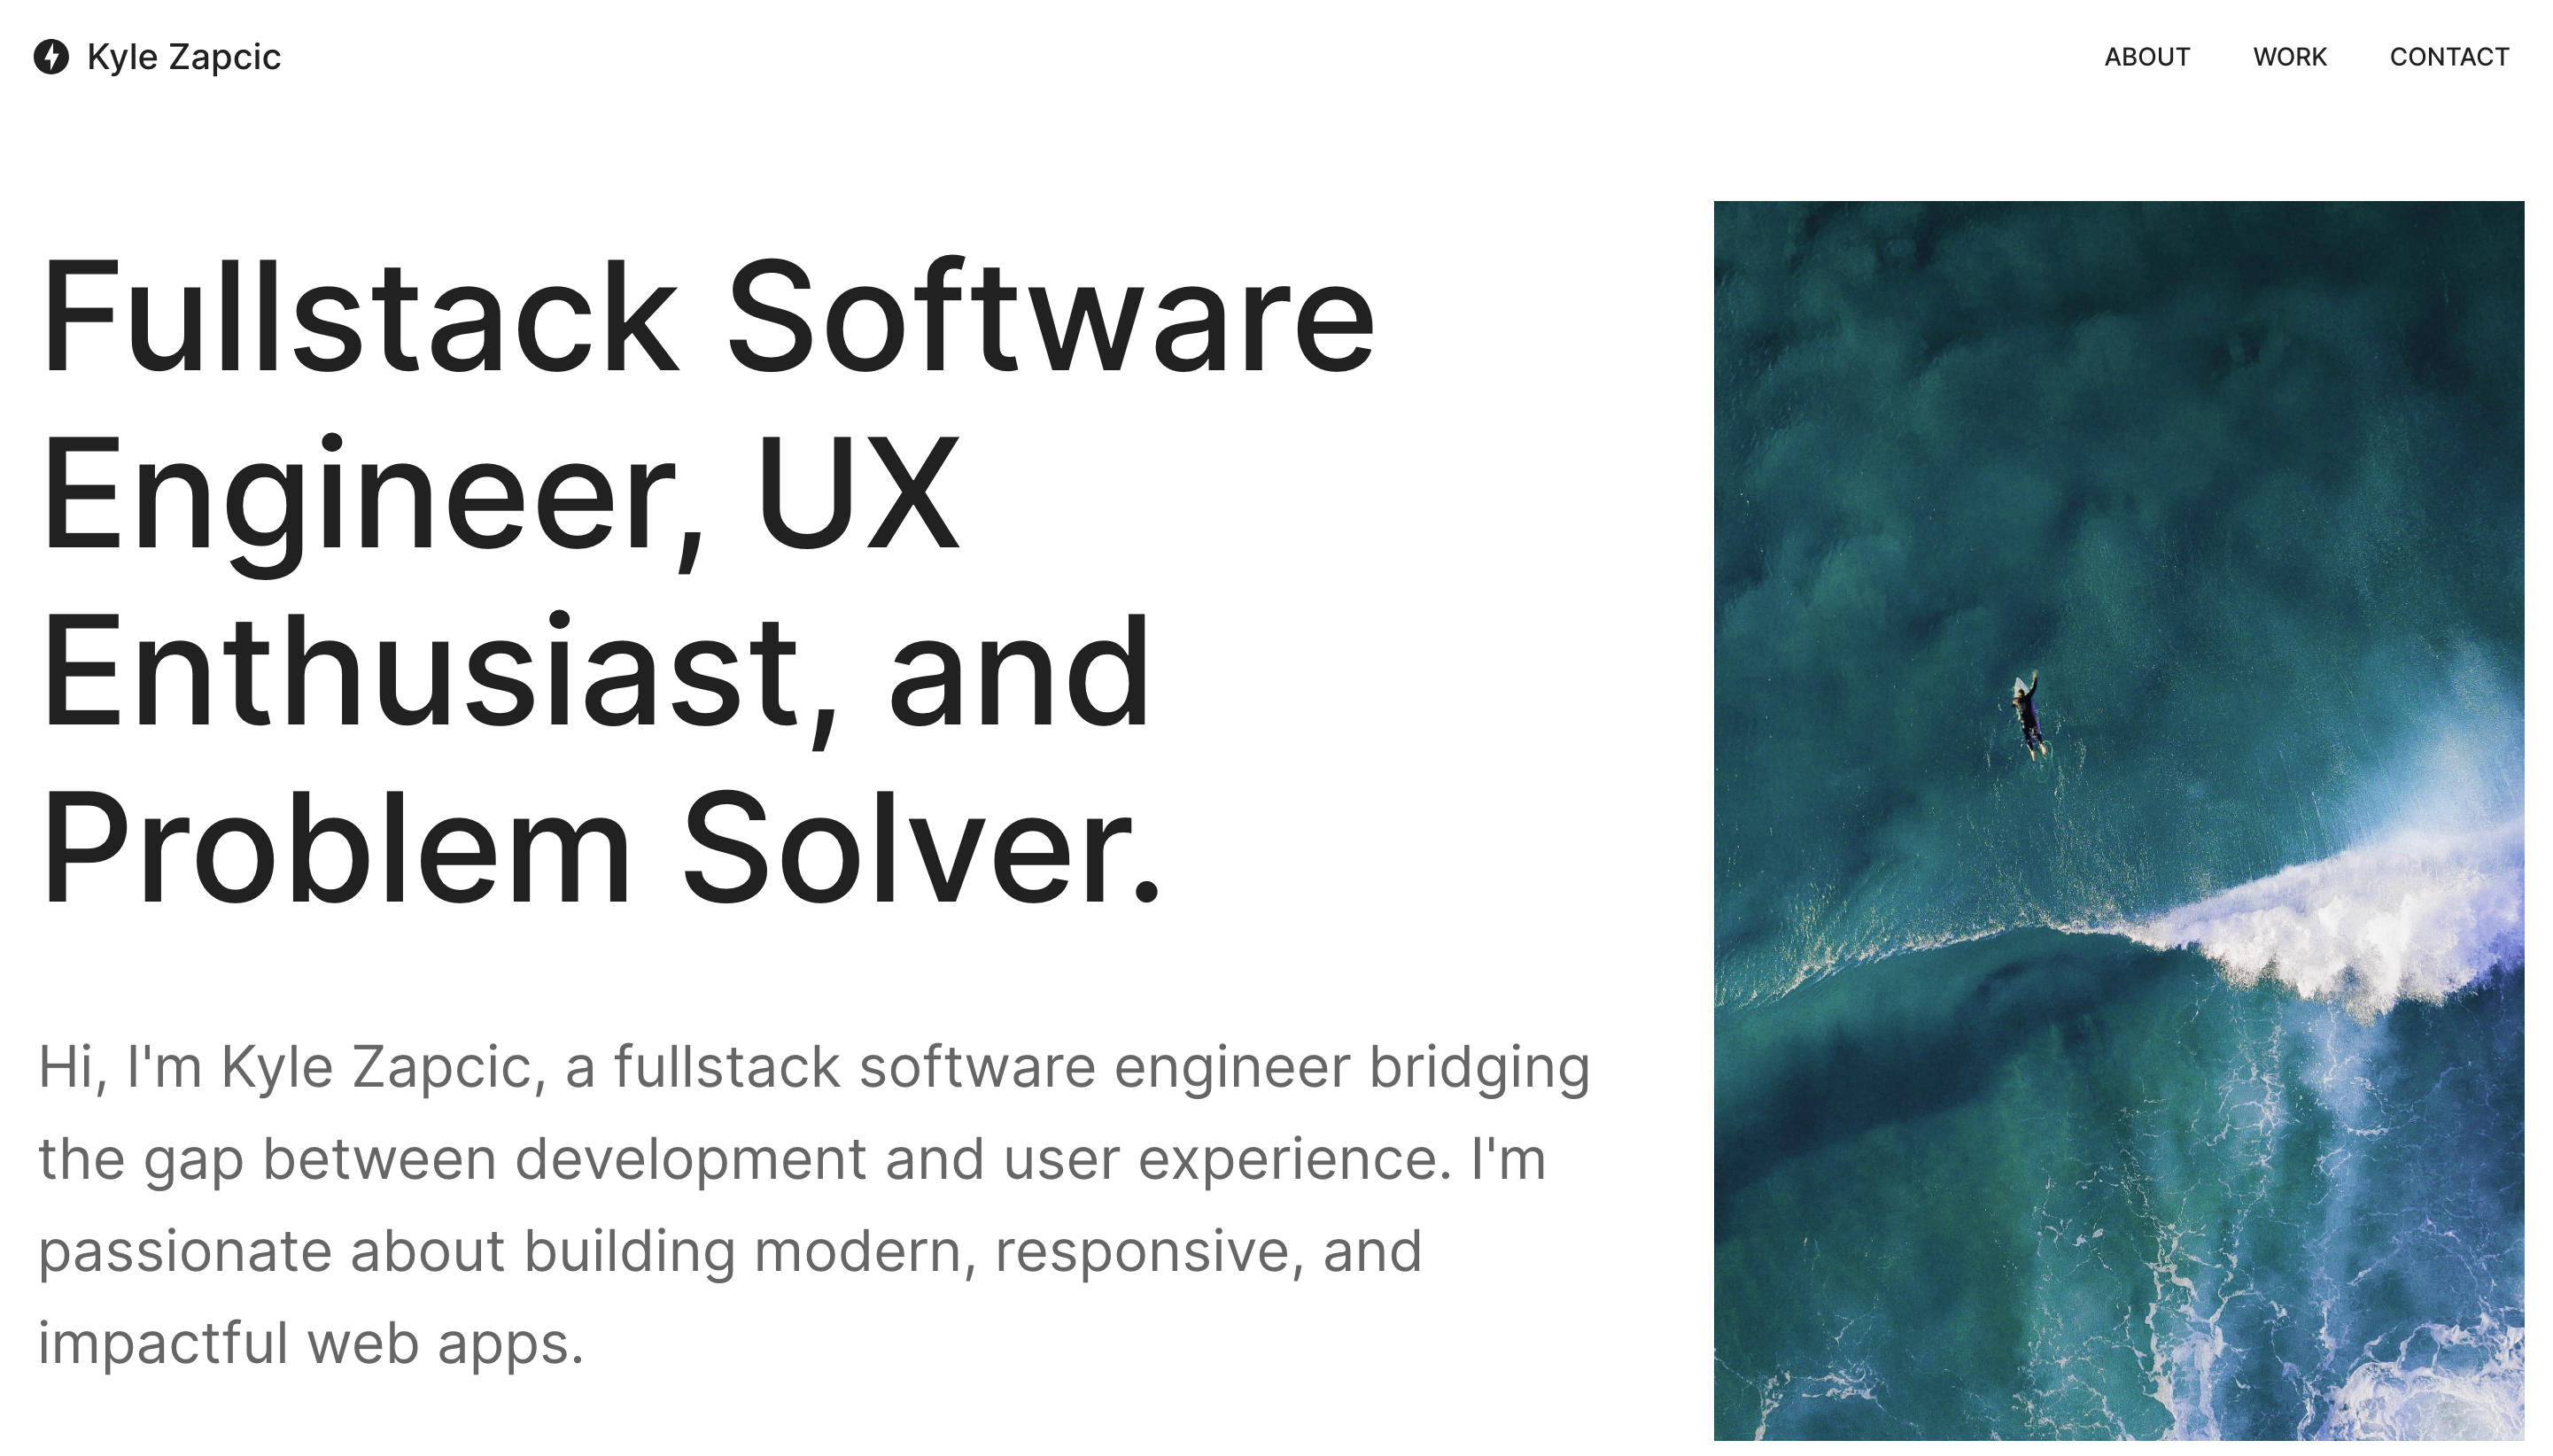 Kyle Zapcic
ABOUT WORK CONTACT
Fullstack Software
Engineer, UX
Enthusiast, and
Problem Solver.
Hi, I'm Kyle Zapcic, a fullstack software engineer bridging
the gap between development and user experience. I'm
passionate about building modern, responsive, and
impactful web apps.